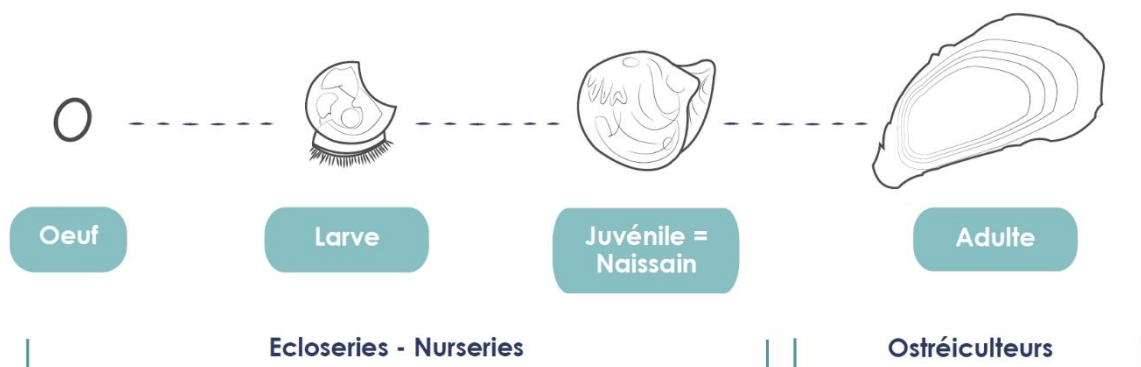 Oeuf
Larve
Juvénile =
Naissain
Adulte
Ecloseries - Nurseries
Ostréiculteurs